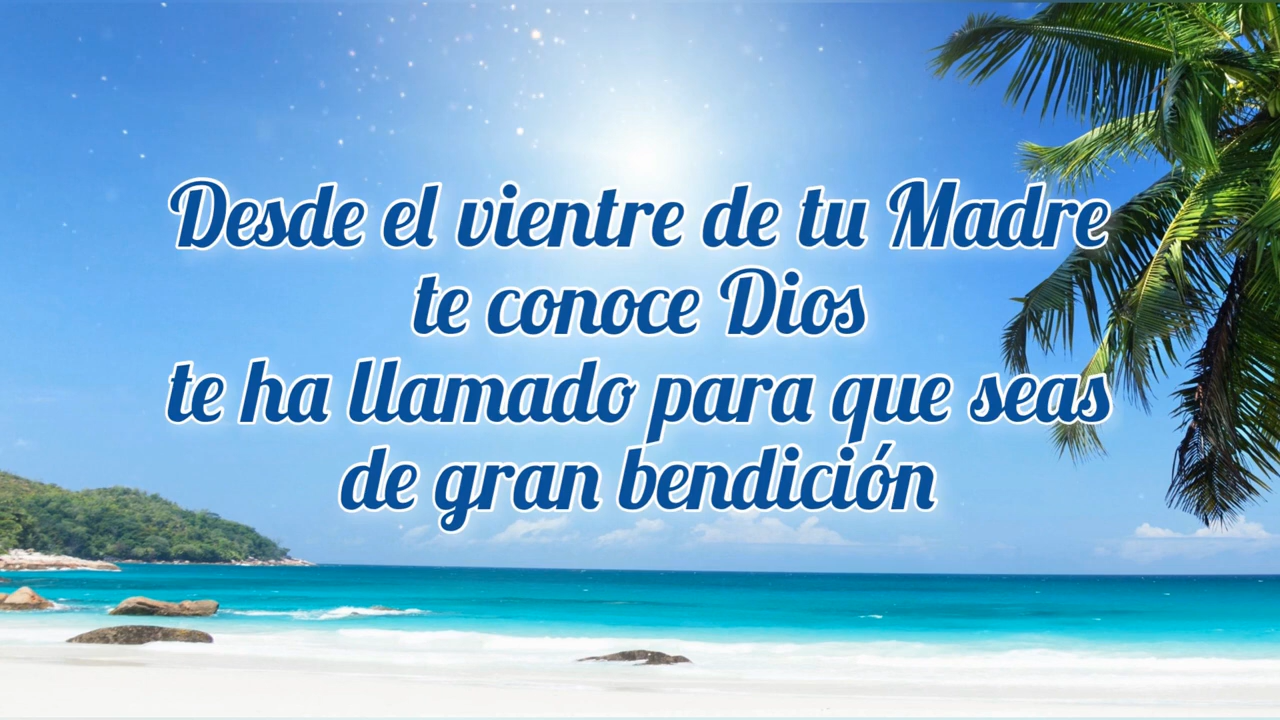 Desde el vientre de tu Madre
te conoce Dios
te ha llamado para que seas
de gran bendición